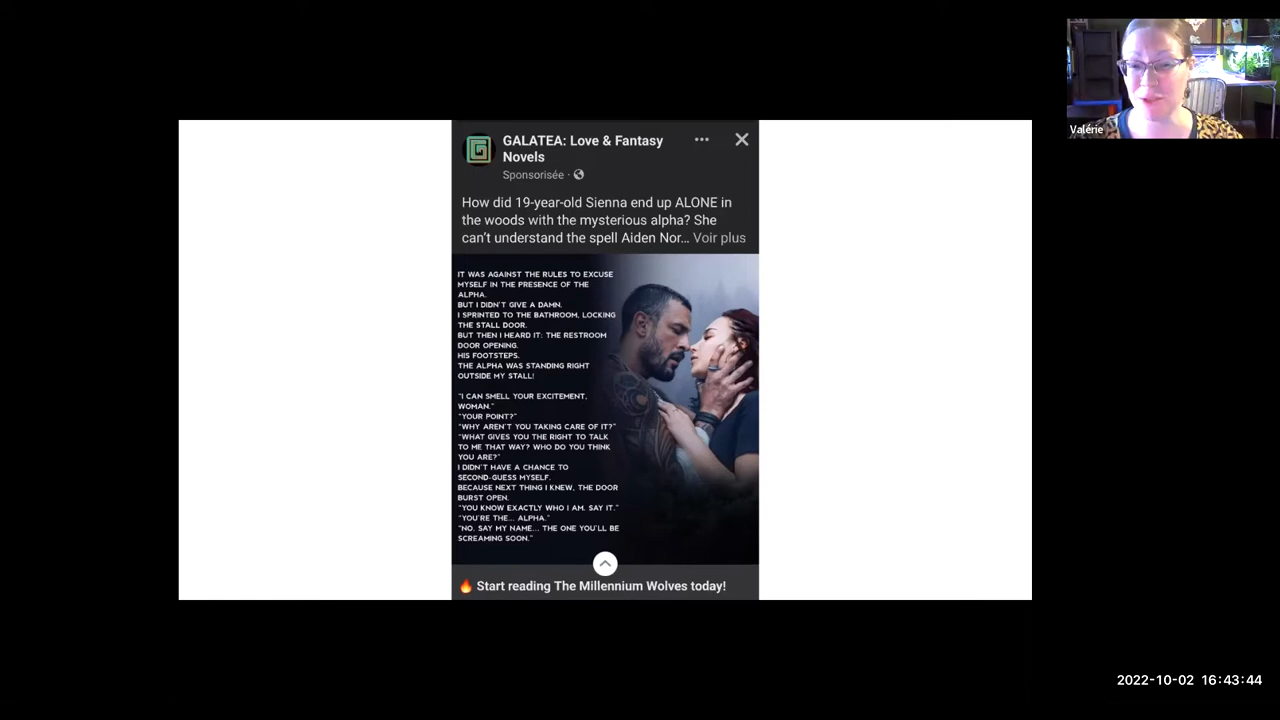 GALATEA: Love & Fantasy
Novels
Sponsorisée ·
How did 19-year-old Sienna end up ALONE in
the woods with the mysterious alpha? She
can't understand the spell Aiden Nor... Voir plus
IT WAS AGAINST THE RULES TO EXCUSE
MYSELF IN THE PRESENCE OF THE
ALPHA.
BUT I DIDN'T GIVE A DAMN.
I SPRINTED TO THE BATHROOM, LOCKING
THE STALL DOOR.
BUT THEN I HEARD IT: THE RESTROOM
DOOR OPENING.
HIS FOOTSTEPS.
THE ALPHA WAS STANDING RIGHT
OUTSIDE MY STALL!
"I CAN SMELL YOUR EXCITEMENT,
WOMAN."
"YOUR POINT?"
"WHY AREN'T YOU TAKING CARE OF IT?"
"WHAT GIVES YOU THE RIGHT TO TALK
TO ME THAT WAY? WHO DO YOU THINK
YOU ARE?"
I DIDN'T HAVE A CHANCE TO
SECOND-GUESS MYSELF.
BECAUSE NEXT THING I KNEW, THE DOOR
BURST OPEN.
"YOU KNOW EXACTLY WHO I AM. SAY IT."
"YOU'RE THE... ALPHA."
"NO. SAY MY NAME... THE ONE YOU'LL BE
SCREAMING SOON."
🔥 Start reading The Millennium Wolves today!
Valérie
2022-10-02 16:43:44